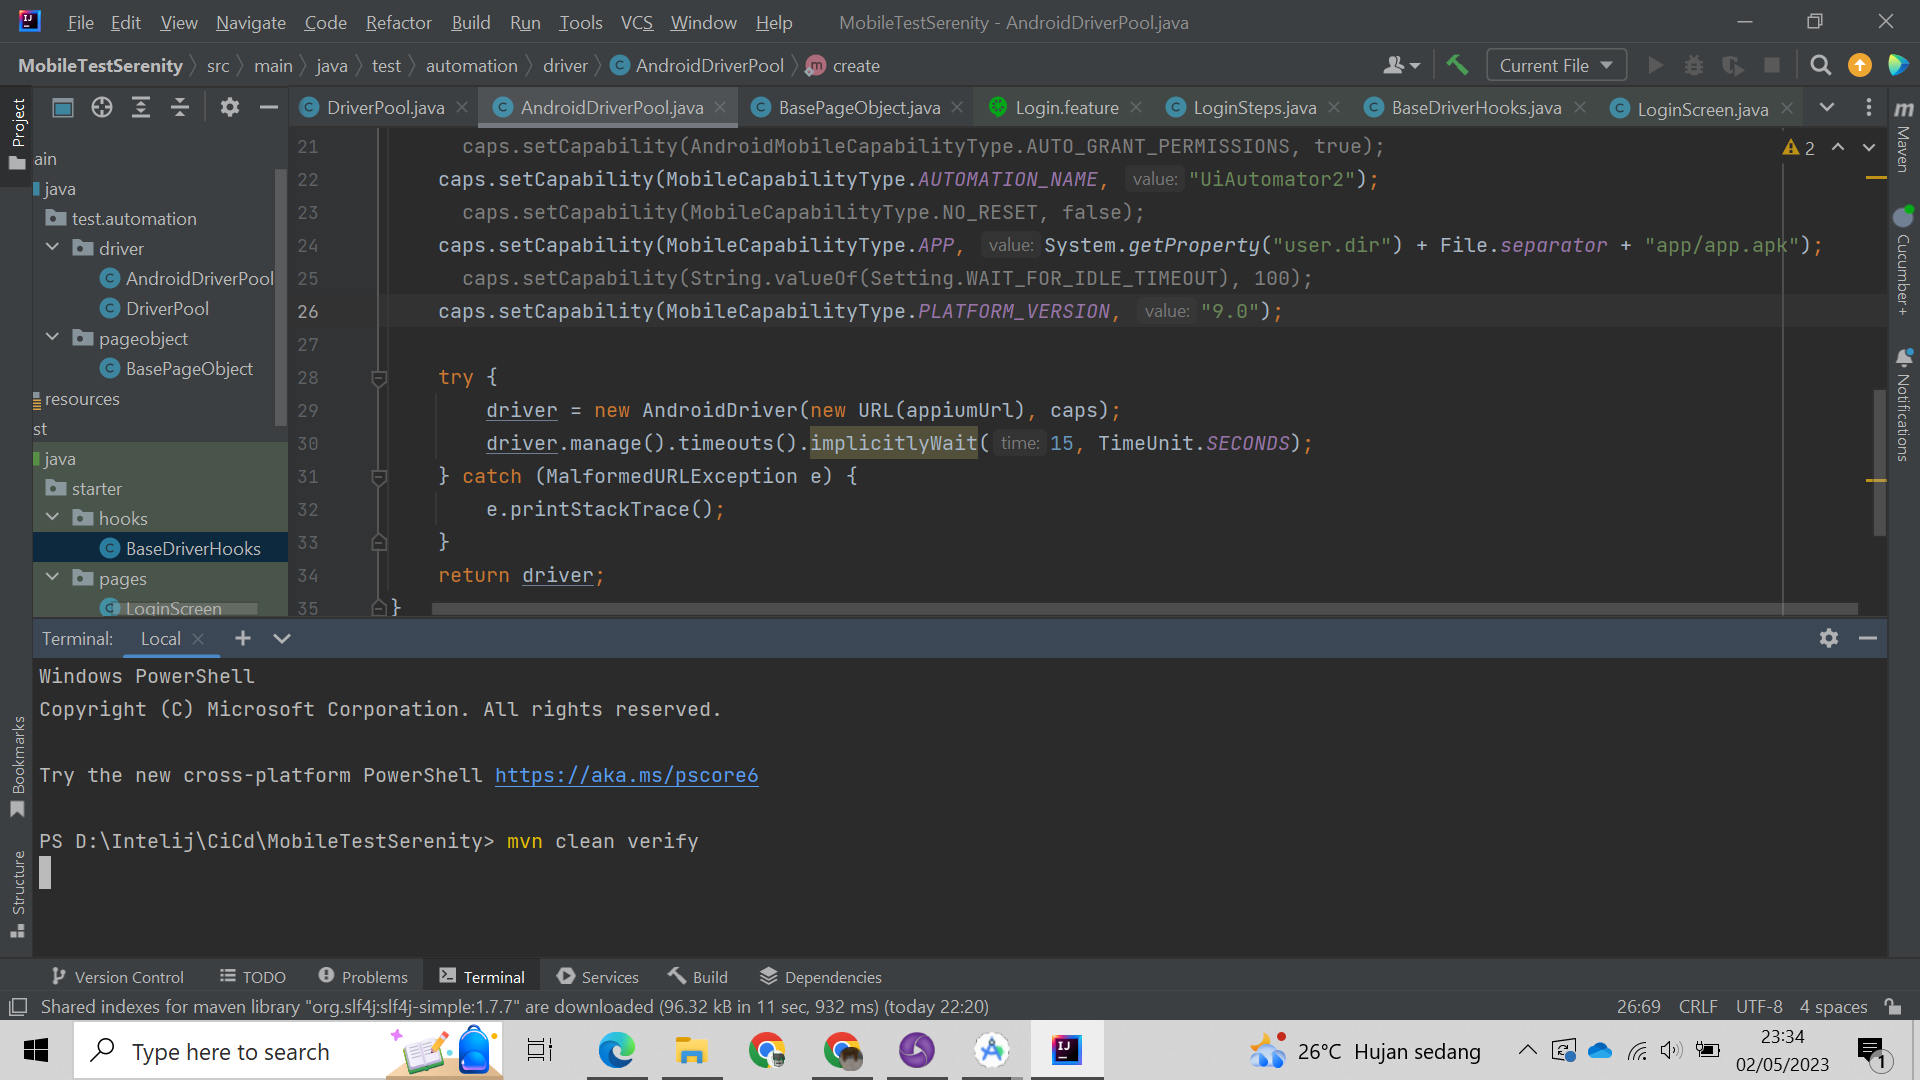 File Edit View Navigate Code Refactor Build Run Tools VCS Window Help MobileTestSerenity - AndroidDriverPool.java
MobileTestSerenity src main java test automation driver AndroidDriverPool create Current File
DriverPool.java AndroidDriverPool.java BasePageObject.java Login.feature LoginSteps.java BaseDriverHooks.java LoginScreen.java
Project
ain
java
test.automation
driver
AndroidDriverPool
DriverPool
pageobject
BasePageObject
resources
st
java
starter
hooks
BaseDriverHooks
pages
LoginScreen
21 caps.setCapability(AndroidMobileCapabilityType.AUTO_GRANT_PERMISSIONS, true);
22 caps.setCapability(MobileCapabilityType.AUTOMATION_NAME, value: "UiAutomator2");
23 caps.setCapability(MobileCapabilityType.NO_RESET, false);
24 caps.setCapability(MobileCapabilityType.APP, value: System.getProperty("user.dir") + File.separator + "app/app.apk");
25 caps.setCapability(String.valueOf(Setting.WAIT_FOR_IDLE_TIMEOUT), 100);
26 caps.setCapability(MobileCapabilityType.PLATFORM_VERSION, value: "9.0");
27
28 try {
29 driver = new AndroidDriver(new URL(appiumUrl), caps);
30 driver.manage().timeouts().implicitlyWait( time: 15, TimeUnit.SECONDS);
31 } catch (MalformedURLException e) {
32 e.printStackTrace();
33 }
34 return driver;
35 }
2
Maven
Cucumber+
Notifications
Terminal: Local
Windows PowerShell
Copyright (C) Microsoft Corporation. All rights reserved.
Try the new cross-platform PowerShell https://aka.ms/pscore6
PS D:\Intelij\CiCd\MobileTestSerenity> mvn clean verify
Bookmarks
Structure
Version Control TODO Problems Terminal Services Build Dependencies
Shared indexes for maven library "org.slf4j:slf4j-simple:1.7.7" are downloaded (96.32 kB in 11 sec, 932 ms) (today 22:20) 26:69 CRLF UTF-8 4 spaces
Type here to search 26°C Hujan sedang 23:34
02/05/2023 1